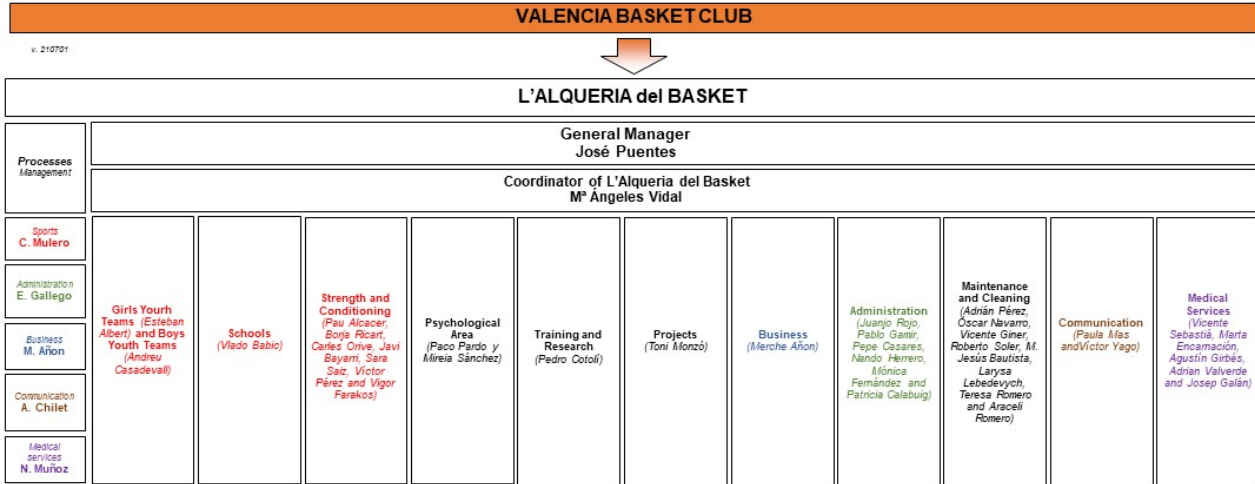 VALENCIA BASKET CLUB
v. 210701
L'ALQUERIA del BASKET
Processes
Management
General Manager
José Puentes
Coordinator of L'Alqueria del Basket
Mª Ángeles Vidal
Sports
C. Mulero
Administration
E. Gallego
Business
M. Añon
Communication
A. Chilet
Medical
services
N. Muñoz
Girls Yourh
Teams (Esteban
Albert) and Boys
Youth Teams
(Andreu
Casadevall)
Schools
(Vlado Babic)
Strength and
Conditioning
(Pau Alcacer,
Borja Ricart,
Carles Orive, Javi
Bayarri, Sara
Saiz, Víctor
Pérez and Vigor
Farakos)
Psychological
Area
(Paco Pardo y
Mireia Sánchez)
Training and
Research
(Pedro Cotolí)
Projects
(Toni Monzó)
Business
(Merche Añon)
Administration
(Juanjo Rojo,
Pablo Gamir,
Pepe Casares,
Nando Herrero,
Mónica
Fernández and
Patricia Calabuig)
Maintenance
and Cleaning
(Adrián Pérez,
Óscar Navarro,
Vicente Giner,
Roberto Soler, M.
Jesús Bautista,
Larysa
Lebedevych,
Teresa Romero
and Araceli
Romero)
Communication
(Paula Mas
andVíctor Yago)
Medical
Services
(Vicente
Sebastiá, Marta
Encarnación,
Agustín Girbés,
Adrian Valverde
and Josep Galán)